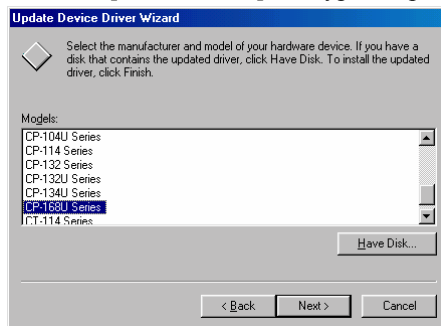 Update Device Driver Wizard
Select the manufacturer and model of your hardware device. If you have a
disk that contains the updated driver, click Have Disk. To install the updated
driver, click Finish.
Models:
CP-104U Series
CP-114 Series
CP-132 Series
CP-132U Series
CP-134U Series
CP-168U Series
CT-114 Series
Have Disk...
< Back
Next >
Cancel